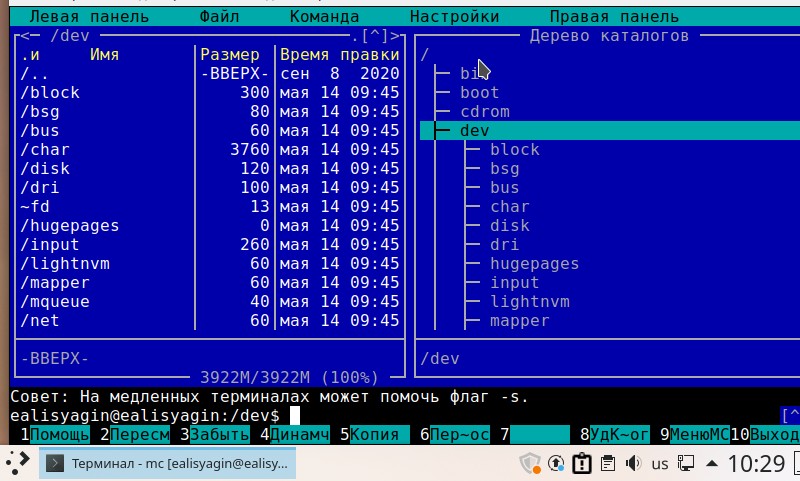 Левая панель Файл Команда Настройки Правая панель
<— /dev .[^]> Дерево каталогов
.и Имя Размер Время правки /
/.. -ВВЕРХ- сен 8 2020
/block 300 мая 14 09:45 boot
/bsg 80 мая 14 09:45 cdrom
/bus 60 мая 14 09:45 dev
/char 3760 мая 14 09:45 block
/disk 120 мая 14 09:45 bsg
/dri 100 мая 14 09:45 bus
~fd 13 мая 14 09:45 char
/hugepages 0 мая 14 09:45 disk
/input 260 мая 14 09:45 dri
/lightnvm 60 мая 14 09:45 hugepages
/mapper 60 мая 14 09:45 input
/mqueue 40 мая 14 09:45 lightnvm
/net 60 мая 14 09:45 mapper
-ВВЕРХ- /dev
3922M/3922M (100%)
Совет: На медленных терминалах может помочь флаг -s.
ealisyagin@ealisyagin:/dev$ [^
1Помощь 2Пересм 3Забыть 4Динамч 5Копия 6Пер~ос 7 8УдК~ог 9МенюMC 10Выход
Терминал - mc [ealisyagin@ealisy... us 10:29